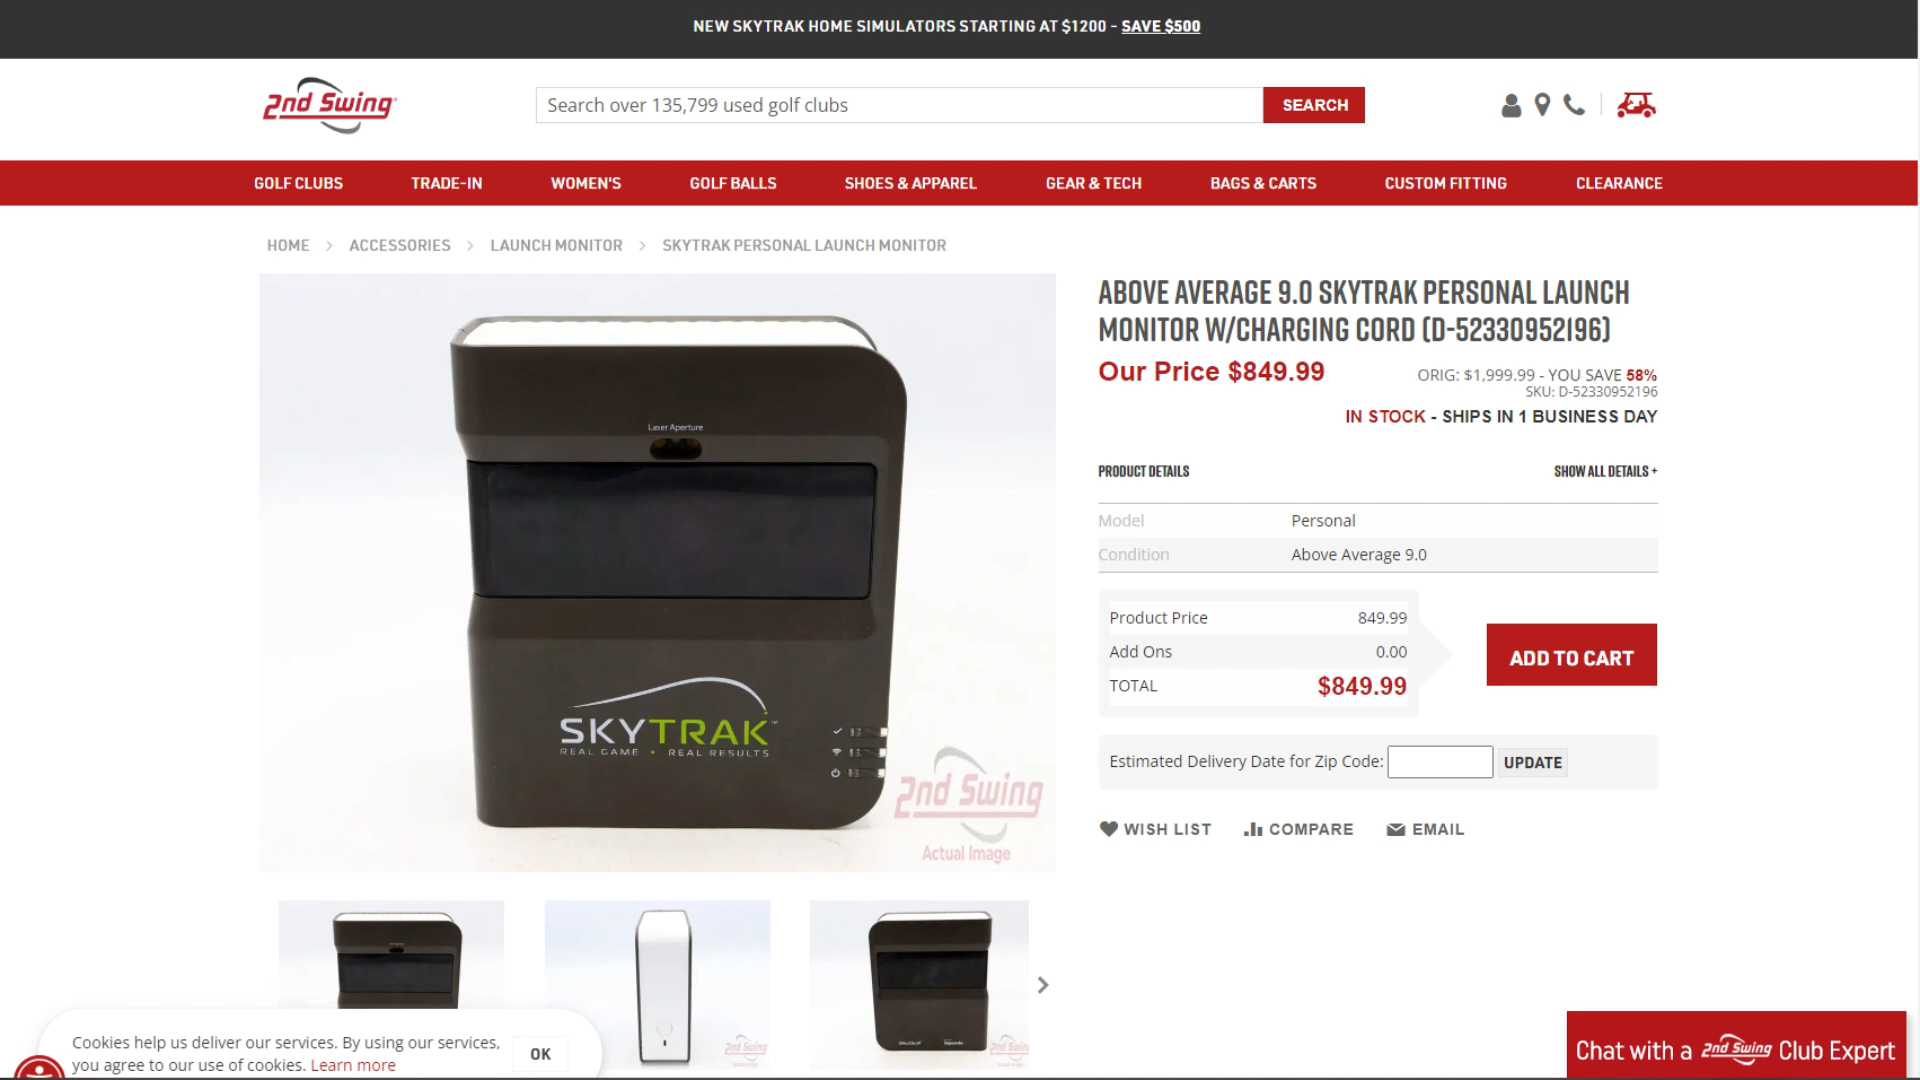 NEW SKYTRAK HOME SIMULATORS STARTING AT $1200 - SAVE $500
2nd Swing
Search over 135,799 used golf clubs
SEARCH
GOLF CLUBS
TRADE-IN
WOMEN'S
GOLF BALLS
SHOES & APPAREL
GEAR & TECH
BAGS & CARTS
CUSTOM FITTING
CLEARANCE
HOME > ACCESSORIES > LAUNCH MONITOR > SKYTRAK PERSONAL LAUNCH MONITOR
Laser Aperture
SKYTRAK™
REAL GAME • REAL RESULTS
2nd Swing
Actual Image
ABOVE AVERAGE 9.0 SKYTRAK PERSONAL LAUNCH
MONITOR W/CHARGING CORD (D-52330952196)
Our Price $849.99
ORIG: $1,999.99 - YOU SAVE 58%
SKU: D-52330952196
IN STOCK - SHIPS IN 1 BUSINESS DAY
PRODUCT DETAILS
SHOW ALL DETAILS +
Model Personal
Condition Above Average 9.0
Product Price 849.99
Add Ons 0.00
TOTAL $849.99
ADD TO CART
Estimated Delivery Date for Zip Code:
UPDATE
WISH LIST
COMPARE
EMAIL
2nd Swing
2nd Swing
Cookies help us deliver our services. By using our services,
you agree to our use of cookies. Learn more
OK
Chat with a 2nd Swing Club Expert